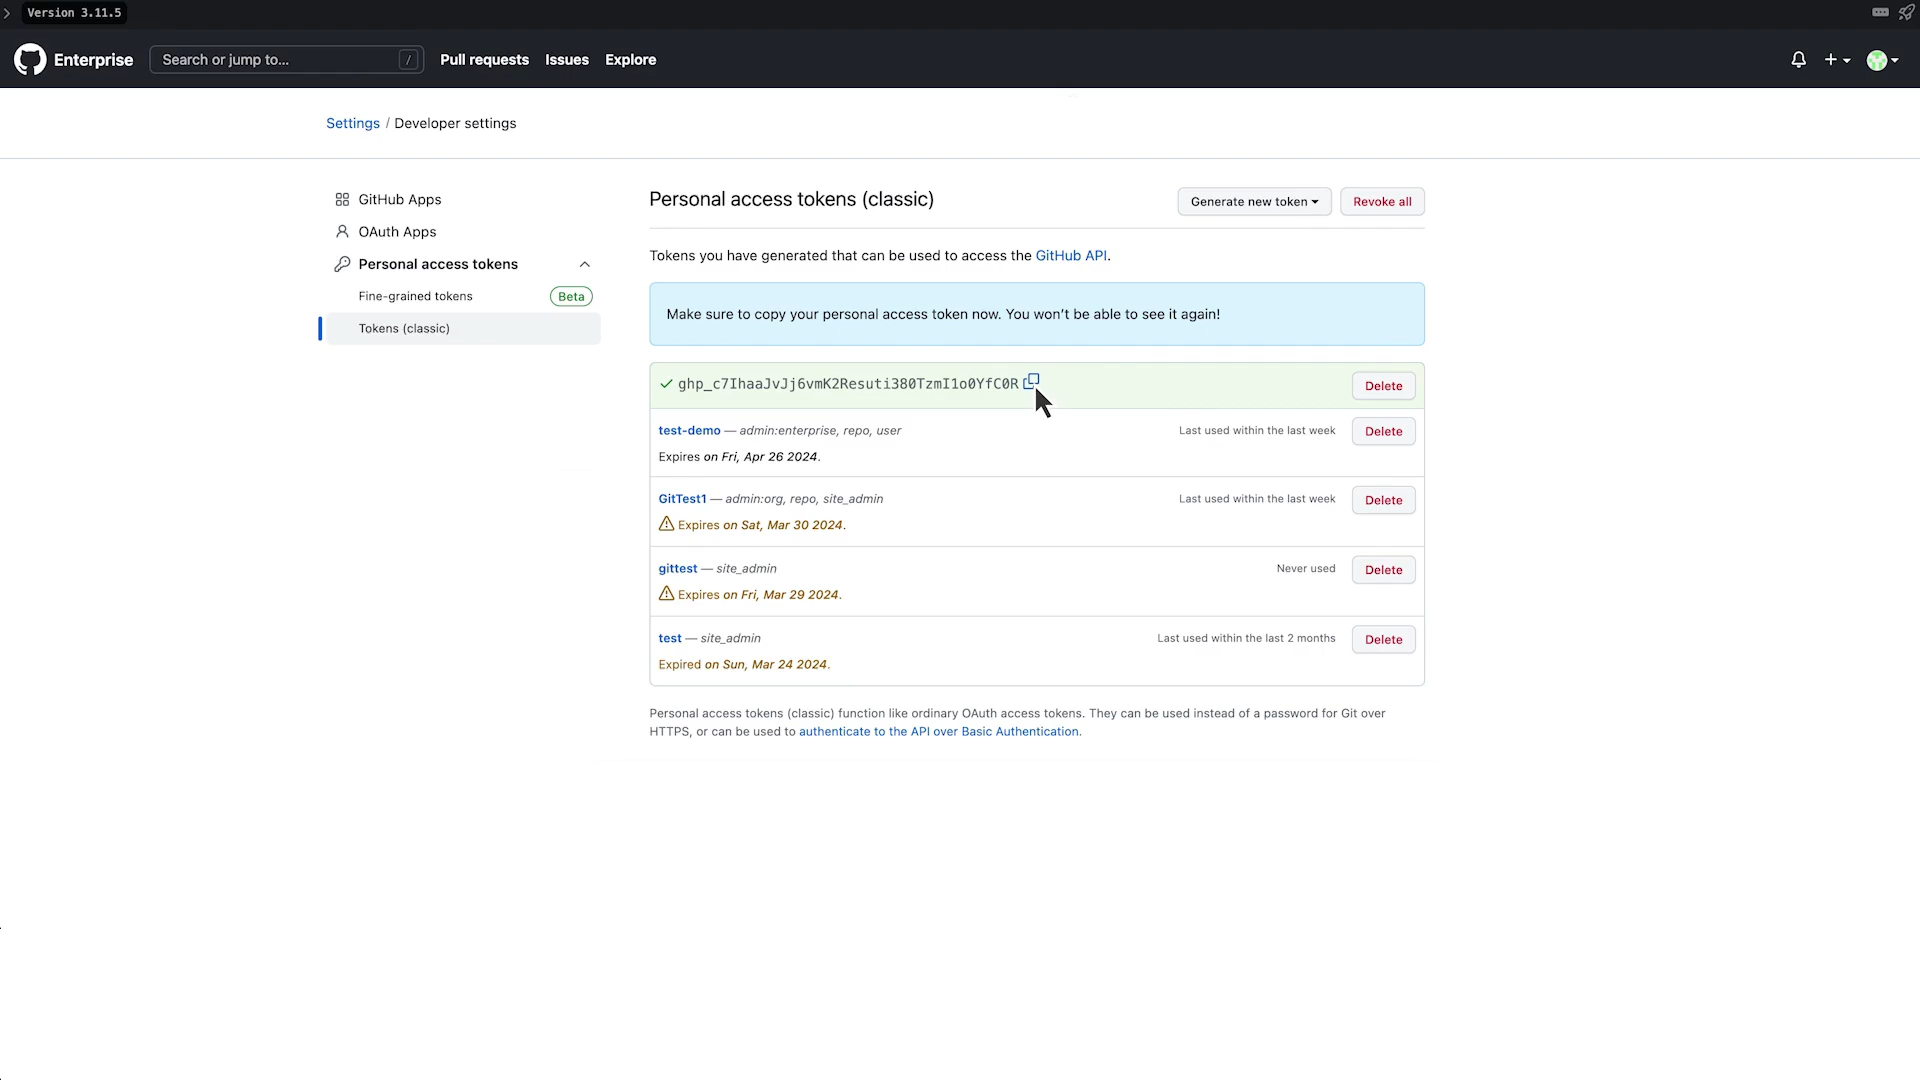 Version 3.11.5
Enterprise
Search or jump to...
/
Pull requests
Issues
Explore
Settings / Developer settings
GitHub Apps
OAuth Apps
Personal access tokens
Fine-grained tokens
Beta
Tokens (classic)
Personal access tokens (classic)
Generate new token
Revoke all
Tokens you have generated that can be used to access the GitHub API.
Make sure to copy your personal access token now. You won't be able to see it again!
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
Delete
test-demo — admin:enterprise, repo, user
Last used within the last week
Delete
Expires on Fri, Apr 26 2024.
GitTest1 — admin:org, repo, site_admin
Last used within the last week
Delete
Expires on Sat, Mar 30 2024.
gittest — site_admin
Never used
Delete
Expires on Fri, Mar 29 2024.
test — site_admin
Last used within the last 2 months
Delete
Expired on Sun, Mar 24 2024.
Personal access tokens (classic) function like ordinary OAuth access tokens. They can be used instead of a password for Git over
HTTPS, or can be used to authenticate to the API over Basic Authentication.